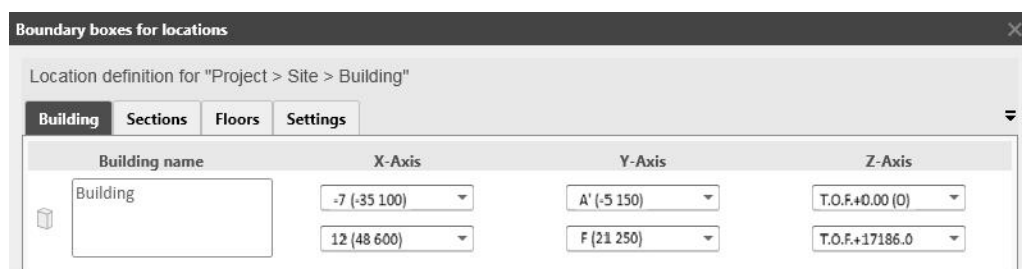 Boundary boxes for locations
Location definition for "Project > Site > Building"
Building Sections Floors Settings
Building name X-Axis Y-Axis Z-Axis
Building -7 (-35 100) A' (-5 150) T.O.F.+0.00 (0)
12 (48 600) F (21 250) T.O.F.+17186.0